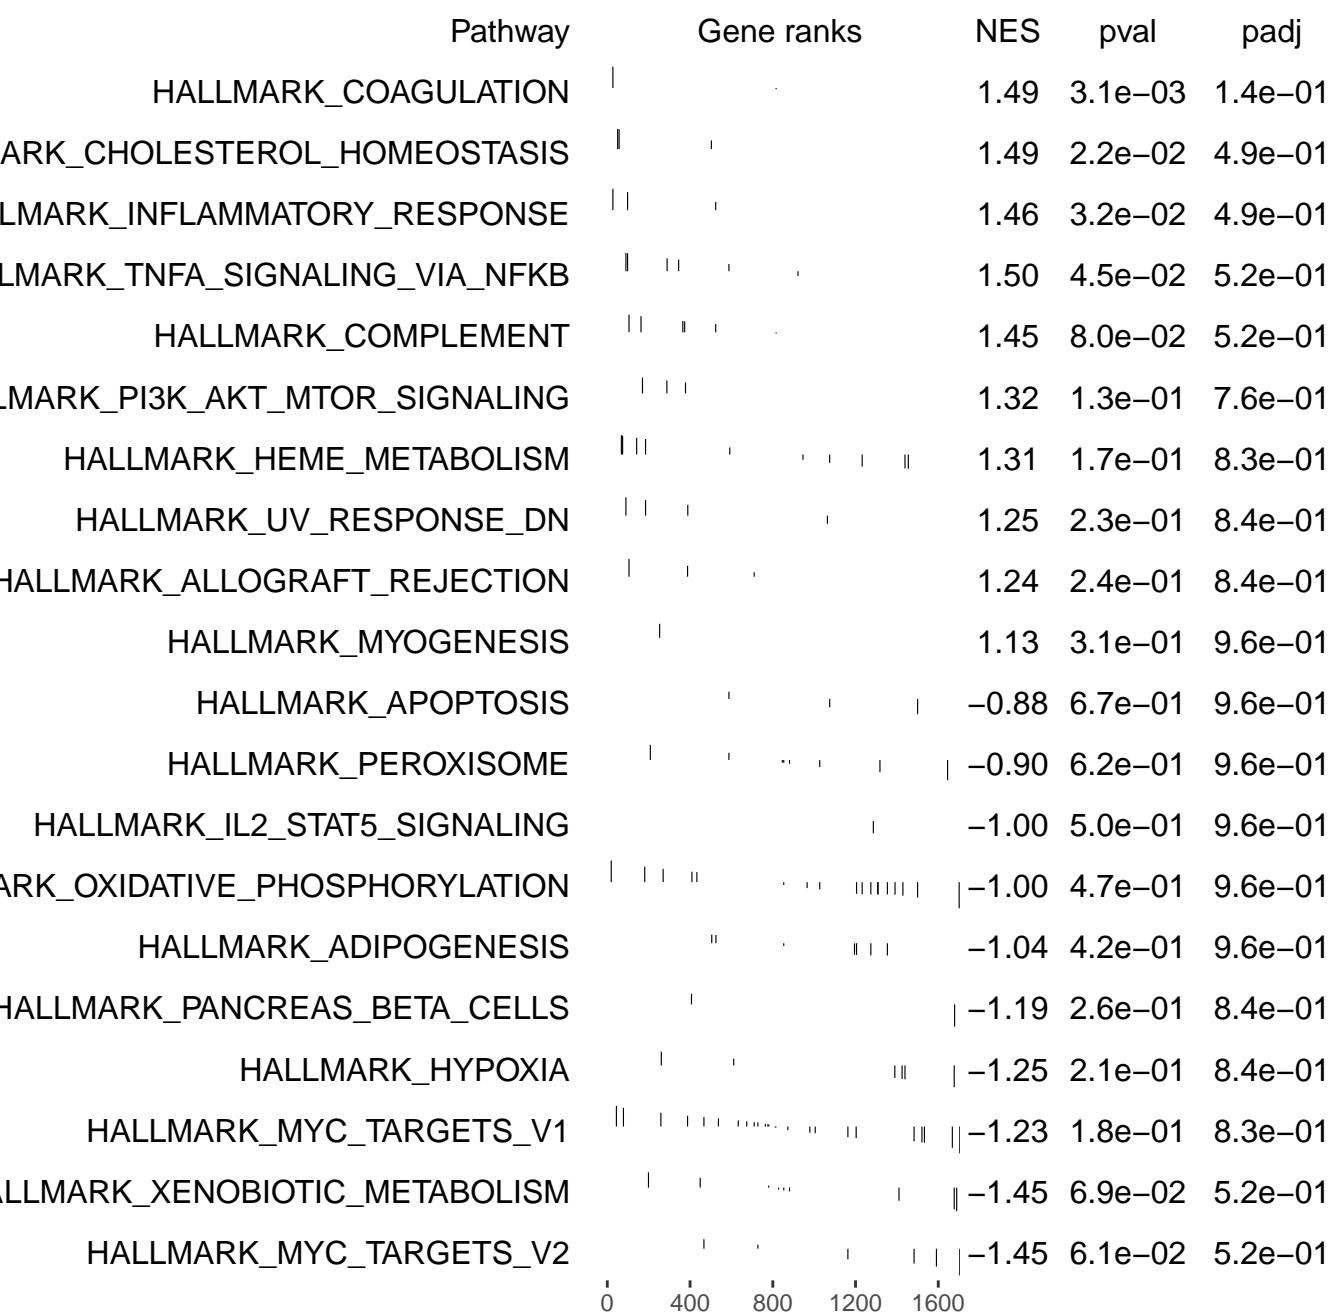 Pathway Gene ranks NES pval padj
HALLMARK_COAGULATION 1.49 3.1e−03 1.4e−01
ARK_CHOLESTEROL_HOMEOSTASIS 1.49 2.2e−02 4.9e−01
LMARK_INFLAMMATORY_RESPONSE 1.46 3.2e−02 4.9e−01
LMARK_TNFA_SIGNALING_VIA_NFKB 1.50 4.5e−02 5.2e−01
HALLMARK_COMPLEMENT 1.45 8.0e−02 5.2e−01
LMARK_PI3K_AKT_MTOR_SIGNALING 1.32 1.3e−01 7.6e−01
HALLMARK_HEME_METABOLISM 1.31 1.7e−01 8.3e−01
HALLMARK_UV_RESPONSE_DN 1.25 2.3e−01 8.4e−01
HALLMARK_ALLOGRAFT_REJECTION 1.24 2.4e−01 8.4e−01
HALLMARK_MYOGENESIS 1.13 3.1e−01 9.6e−01
HALLMARK_APOPTOSIS −0.88 6.7e−01 9.6e−01
HALLMARK_PEROXISOME −0.90 6.2e−01 9.6e−01
HALLMARK_IL2_STAT5_SIGNALING −1.00 5.0e−01 9.6e−01
ARK_OXIDATIVE_PHOSPHORYLATION −1.00 4.7e−01 9.6e−01
HALLMARK_ADIPOGENESIS −1.04 4.2e−01 9.6e−01
HALLMARK_PANCREAS_BETA_CELLS −1.19 2.6e−01 8.4e−01
HALLMARK_HYPOXIA −1.25 2.1e−01 8.4e−01
HALLMARK_MYC_TARGETS_V1 −1.23 1.8e−01 8.3e−01
ALLMARK_XENOBIOTIC_METABOLISM −1.45 6.9e−02 5.2e−01
HALLMARK_MYC_TARGETS_V2 −1.45 6.1e−02 5.2e−01
0 400 800 1200 1600